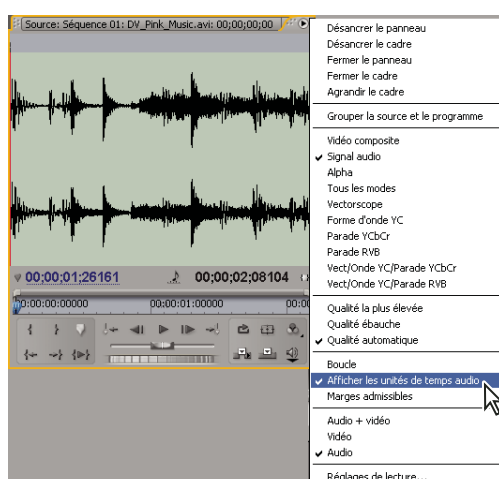 Source: Séquence 01: DV_Pink_Music.avi: 00;00;00;00
00;00;01;26161
00;00;02;08104
00:00:00:00000
00:00:01:00000
00:00
Désancrer le panneau
Désancrer le cadre
Fermer le panneau
Fermer le cadre
Agrandir le cadre
Grouper la source et le programme
Vidéo composite
Signal audio
Alpha
Tous les modes
Vectorscope
Forme d'onde YC
Parade YCbCr
Parade RVB
Vect/Onde YC/Parade YCbCr
Vect/Onde YC/Parade RVB
Qualité la plus élevée
Qualité ébauche
Qualité automatique
Boucle
Afficher les unités de temps audio
Marges admissibles
Audio + vidéo
Vidéo
Audio
Réglages de lecture...